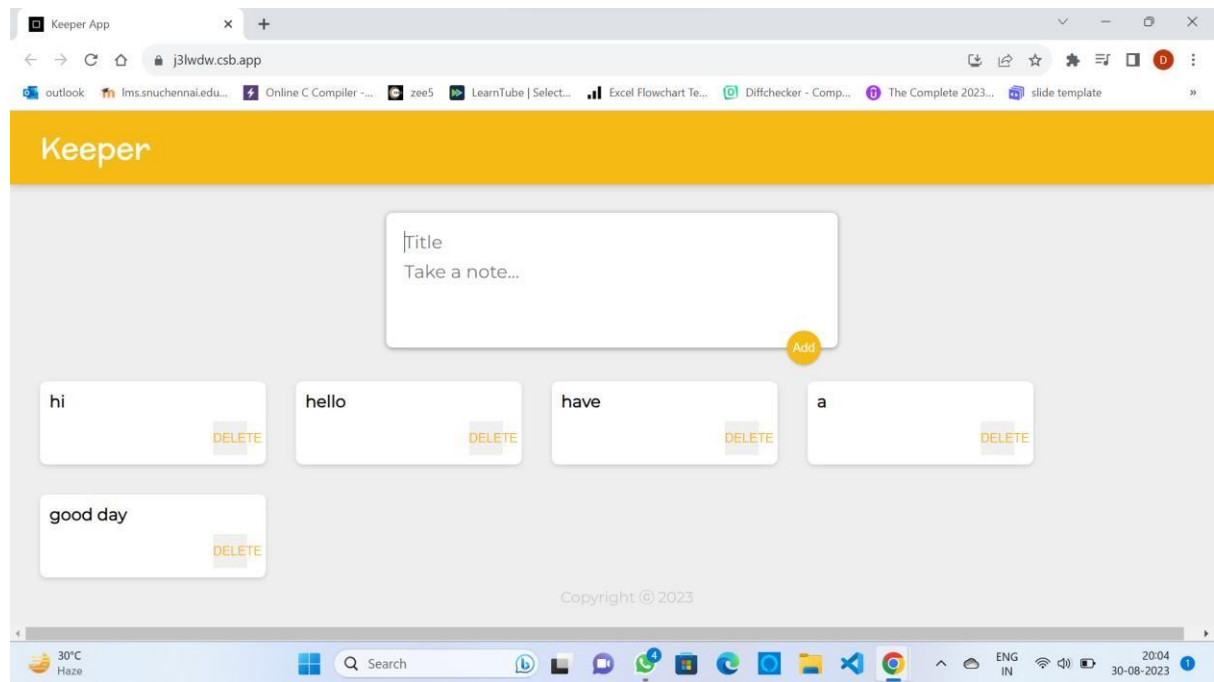 Keeper App
j3lwdw.csb.app
outlook lms.snuchennai.edu... Online C Compiler -... zee5 LearnTube | Select... Excel Flowchart Te... Diffchecker - Comp... The Complete 2023... slide template »
D
Keeper
Title
Take a note...
Add
hi hello have a
DELETE DELETE DELETE DELETE
good day
DELETE
Copyright ⓒ 2023
30°C
Haze
Search
4
ENG
IN
20:04
30-08-2023
1